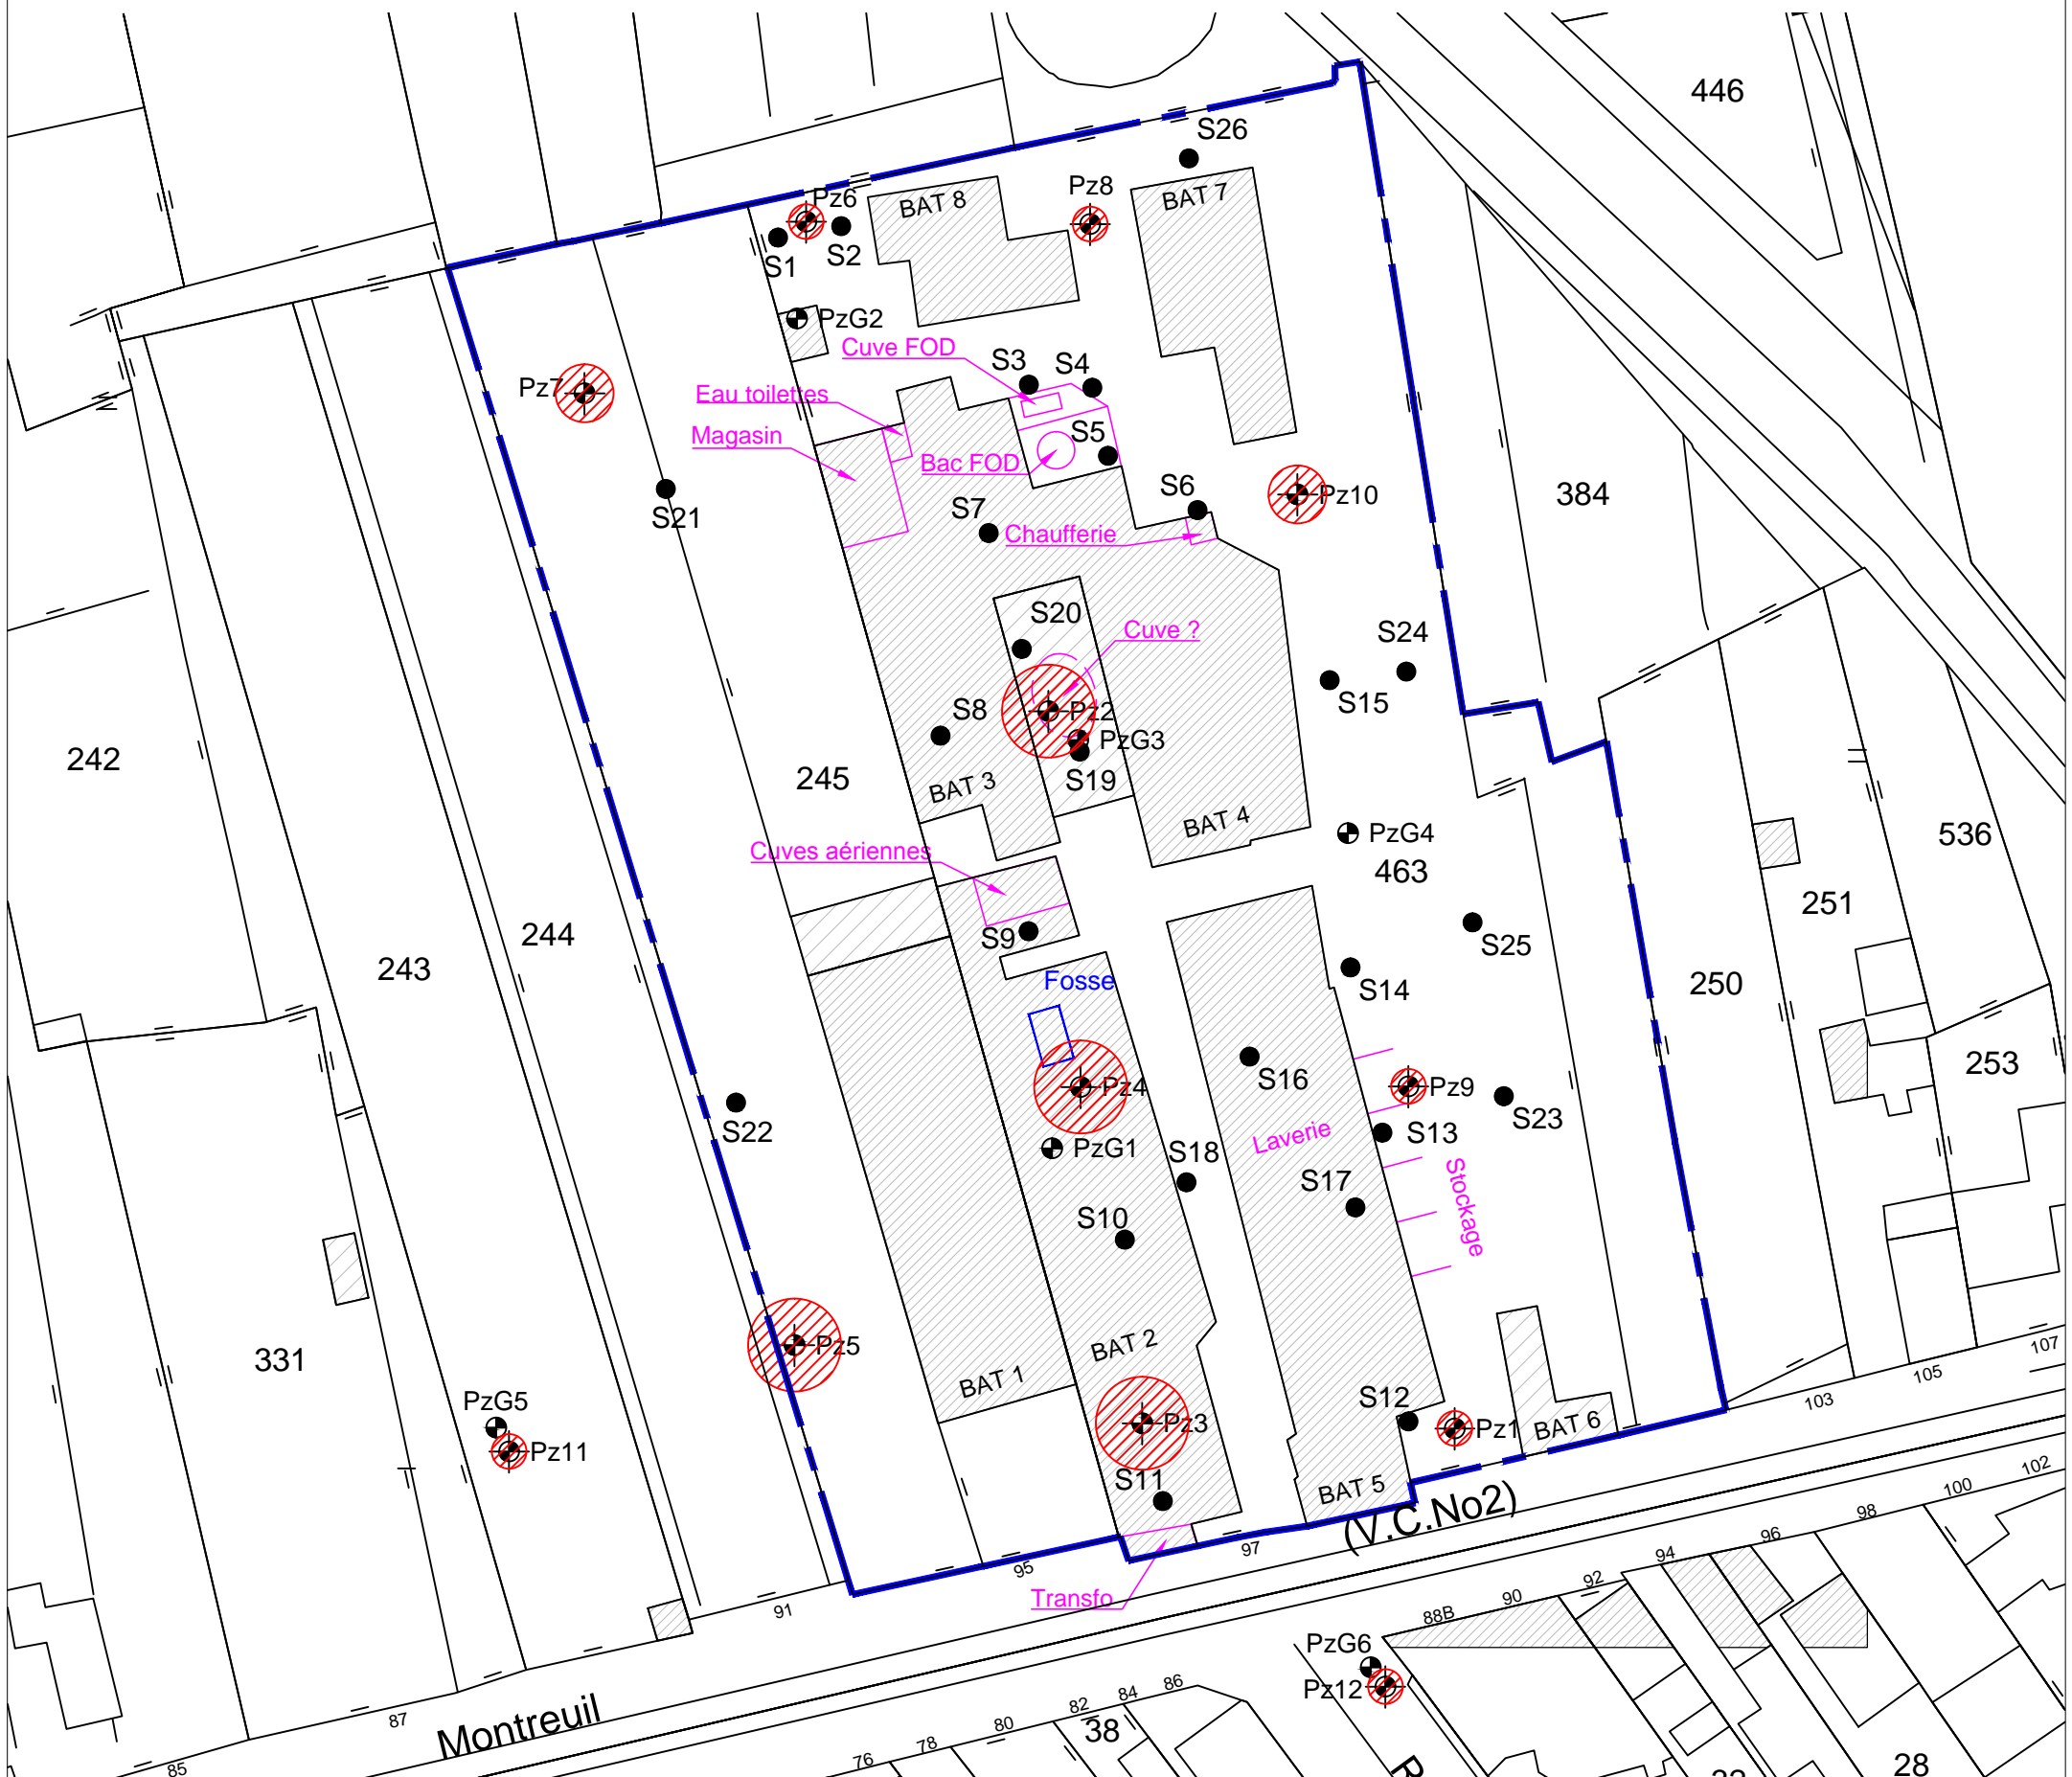 446
S26
Pz6
BAT 8
Pz8
BAT 7
S1
S2
PzG2
Cuve FOD
S3
S4
Pz7
Eau toilettes
Magasin
S5
Bac FOD
S6
Pz10
384
S21
S7
Chaufferie
S20
Cuve ?
S24
S15
S8
Pz2
PzG3
242
245
S19
BAT 3
BAT 4
PzG4
536
Cuves aériennes
463
251
S9
S25
244
243
Fosse
S14
250
253
S16
Pz4
Pz9
S22
PzG1
Laverie
S13
S23
S18
Stockage
S17
S10
Pz5
BAT 2
331
BAT 1
107
105
103
PzG5
Pz11
Pz3
S12
Pz1
BAT 6
S11
BAT 5
(V.C.No2)
102
100
98
96
94
97
95
92
90
88B
91
Transfo
PzG6
Pz12
86
84
82
80
78
76
38
28
Montreuil
87
85